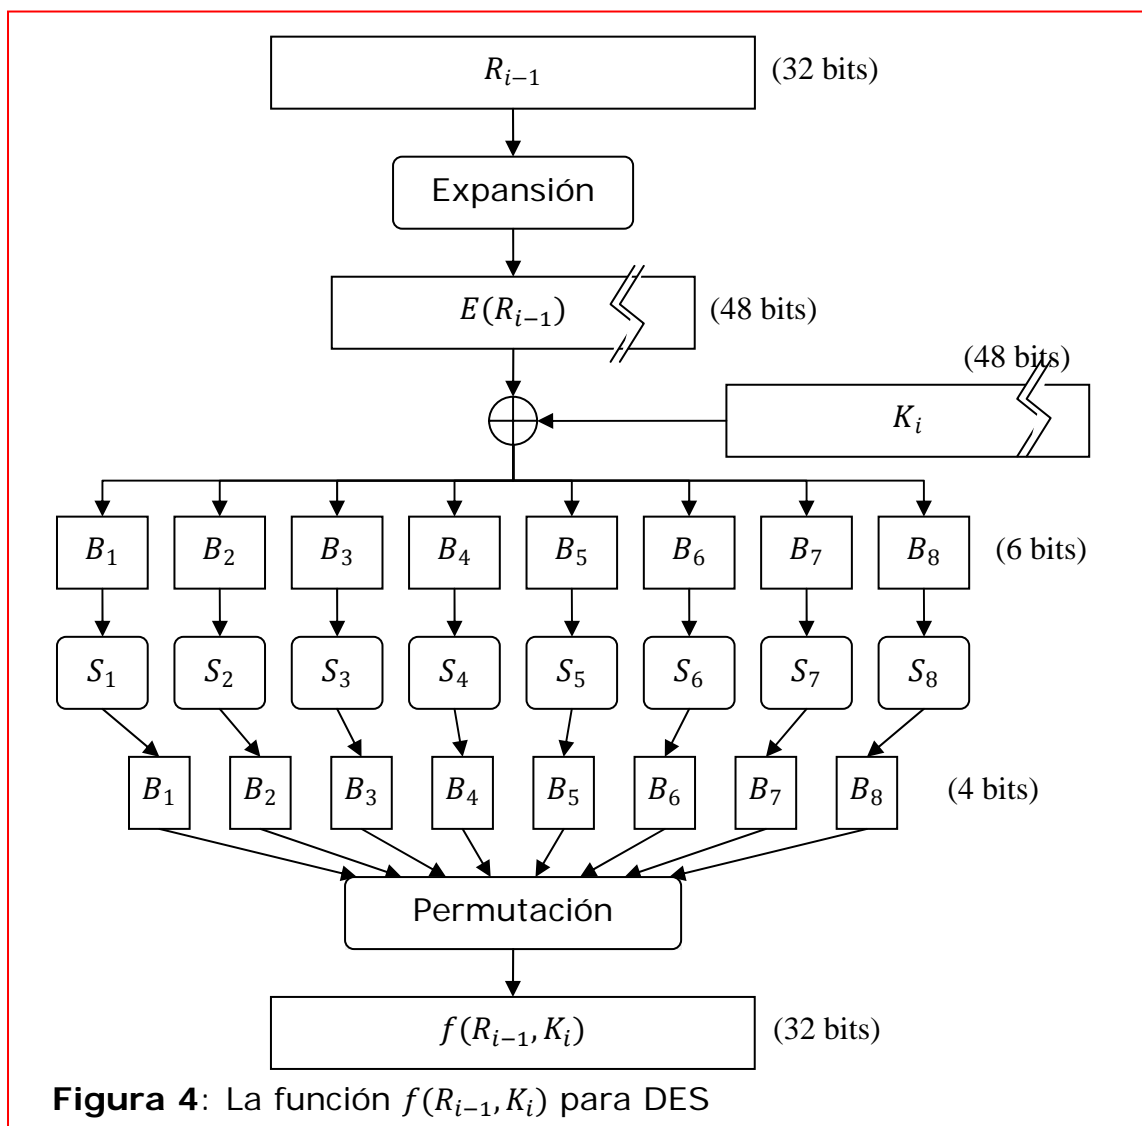 R_{i−1} (32 bits)
Expansión
E(R_{i−1}) (48 bits)
(48 bits)
K_i
B_1 B_2 B_3 B_4 B_5 B_6 B_7 B_8 (6 bits)
S_1 S_2 S_3 S_4 S_5 S_6 S_7 S_8
B_1 B_2 B_3 B_4 B_5 B_6 B_7 B_8 (4 bits)
Permutación
f(R_{i−1}, K_i) (32 bits)
Figura 4: La función f(R_{i−1}, K_i) para DES